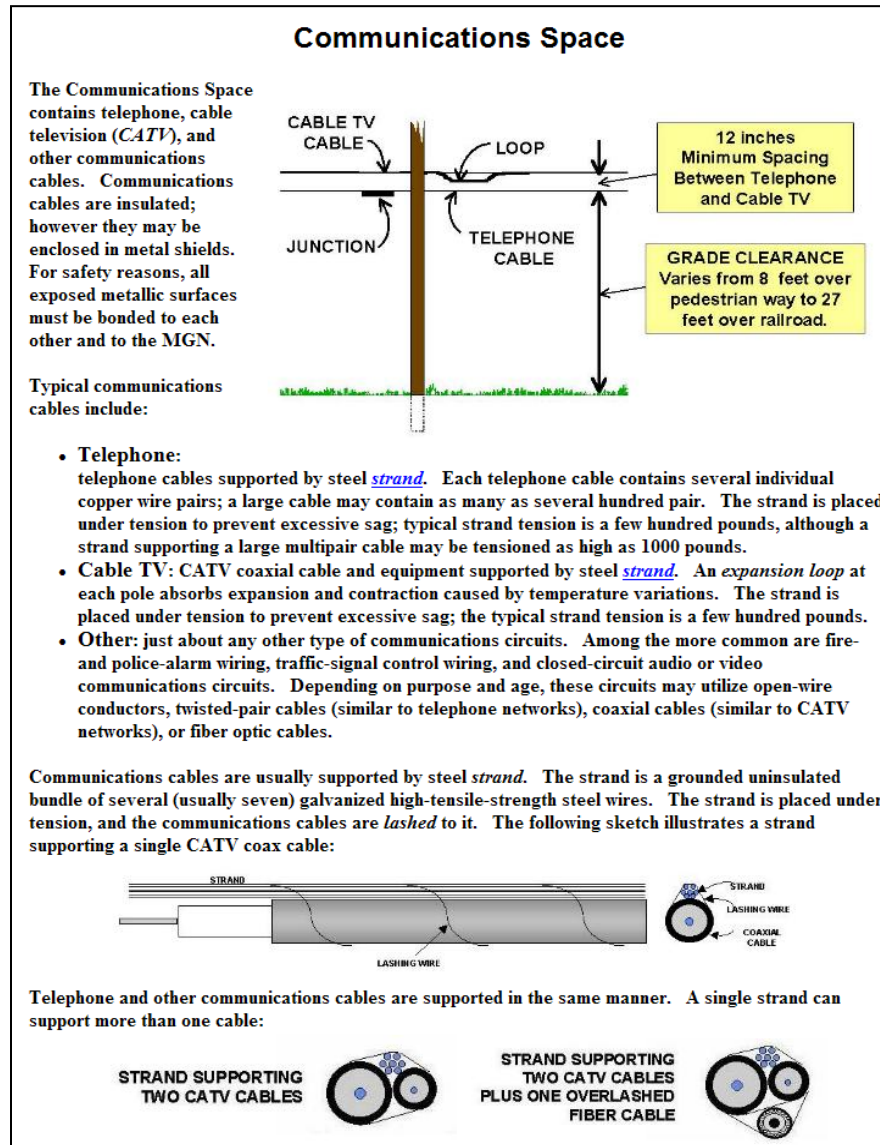 Communications Space
The Communications Space
contains telephone, cable
television (CATV), and
other communications
cables. Communications
cables are insulated;
however they may be
enclosed in metal shields.
For safety reasons, all
exposed metallic surfaces
must be bonded to each
other and to the MGN.
Typical communications
cables include:
CABLE TV
CABLE
LOOP
JUNCTION
TELEPHONE
CABLE
12 inches
Minimum Spacing
Between Telephone
and Cable TV
GRADE CLEARANCE
Varies from 8 feet over
pedestrian way to 27
feet over railroad.
• Telephone:
telephone cables supported by steel strand. Each telephone cable contains several individual
copper wire pairs; a large cable may contain as many as several hundred pair. The strand is placed
under tension to prevent excessive sag; typical strand tension is a few hundred pounds, although a
strand supporting a large multipair cable may be tensioned as high as 1000 pounds.
• Cable TV: CATV coaxial cable and equipment supported by steel strand. An expansion loop at
each pole absorbs expansion and contraction caused by temperature variations. The strand is
placed under tension to prevent excessive sag; the typical strand tension is a few hundred pounds.
• Other: just about any other type of communications circuits. Among the more common are fire-
and police-alarm wiring, traffic-signal control wiring, and closed-circuit audio or video
communications circuits. Depending on purpose and age, these circuits may utilize open-wire
conductors, twisted-pair cables (similar to telephone networks), coaxial cables (similar to CATV
networks), or fiber optic cables.
Communications cables are usually supported by steel strand. The strand is a grounded uninsulated
bundle of several (usually seven) galvanized high-tensile-strength steel wires. The strand is placed under
tension, and the communications cables are lashed to it. The following sketch illustrates a strand
supporting a single CATV coax cable:
STRAND
LASHING WIRE
STRAND
LASHING WIRE
COAXIAL
CABLE
Telephone and other communications cables are supported in the same manner. A single strand can
support more than one cable:
STRAND SUPPORTING
TWO CATV CABLES
STRAND SUPPORTING
TWO CATV CABLES
PLUS ONE OVERLASHED
FIBER CABLE